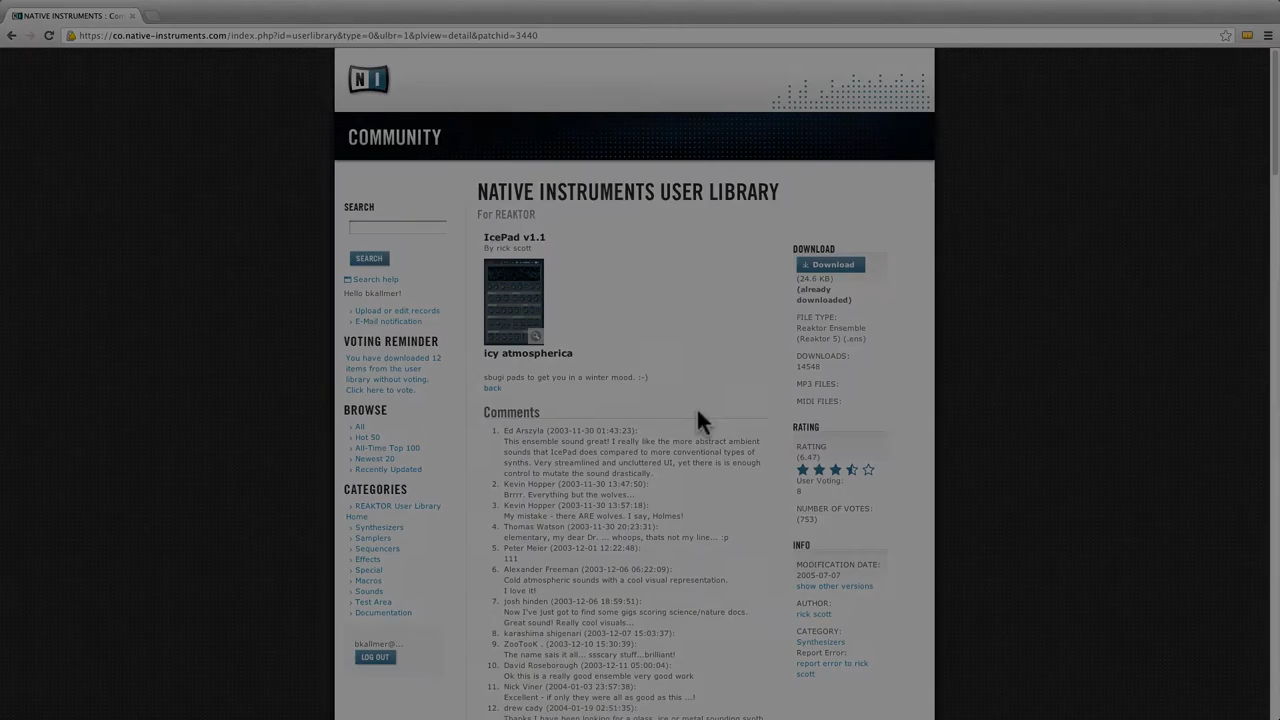 NATIVE INSTRUMENTS : Con
https://co.native-instruments.com/index.php?id=userlibrary&type=0&ulbr=1&plview=detail&patchid=3440
N I
COMMUNITY
SEARCH
SEARCH
Search help
Hello bkallmer!
› Upload or edit records
› E-Mail notification
VOTING REMINDER
You have downloaded 12
items from the user
library without voting.
Click here to vote.
BROWSE
› All
› Hot 50
› All-Time Top 100
› Newest 20
› Recently Updated
CATEGORIES
› REAKTOR User Library
Home
› Synthesizers
› Samplers
› Sequencers
› Effects
› Special
› Macros
› Sounds
› Test Area
› Documentation
bkallmer@...
LOG OUT
NATIVE INSTRUMENTS USER LIBRARY
For REAKTOR
IcePad v1.1
By rick scott
icy atmospherica
sbugi pads to get you in a winter mood. :-)
back
Comments
1. Ed Arszyla (2003-11-30 01:43:23):
This ensemble sound great! I really like the more abstract ambient
sounds that IcePad does compared to more conventional types of
synths. Very streamlined and uncluttered UI, yet there is enough
control to mutate the sound drastically.
2. Kevin Hopper (2003-11-30 13:47:50):
Brrrr. Everything but the wolves...
3. Kevin Hopper (2003-11-30 13:57:18):
My mistake - there ARE wolves. I say, Holmes!
4. Thomas Watson (2003-11-30 20:23:31):
elementary, my dear Dr. ... whoops, thats not my line... :p
5. Peter Meier (2003-12-01 12:22:48):
111
6. Alexander Freeman (2003-12-06 06:22:09):
Cold atmospheric sounds with a cool visual representation.
I love it!
7. josh hinden (2003-12-06 18:59:51):
Now I've just got to find some gigs scoring science/nature docs.
Great sound! Really cool visuals...
8. karashima shigenari (2003-12-07 15:03:37):
9. ZooTooK . (2003-12-10 15:30:39):
The name sais it all... ssscary stuff...brilliant!
10. David Roseborough (2003-12-11 05:00:04):
Ok this is a really good ensemble very good work
11. Nick Viner (2004-01-03 23:57:38):
Excellent - if only they were all as good as this ...!
12. drew cady (2004-01-19 02:51:35):
Thanks I have been looking for a glass, ice or metal sounding synth
DOWNLOAD
Download
(24.6 KB)
(already
downloaded)
FILE TYPE:
Reaktor Ensemble
(Reaktor 5) (.ens)
DOWNLOADS:
14548
MP3 FILES:
MIDI FILES:
RATING
RATING
(6.47)
User Voting:
8
NUMBER OF VOTES:
(753)
INFO
MODIFICATION DATE:
2005-07-07
show other versions
AUTHOR:
rick scott
CATEGORY:
Synthesizers
Report Error:
report error to rick
scott